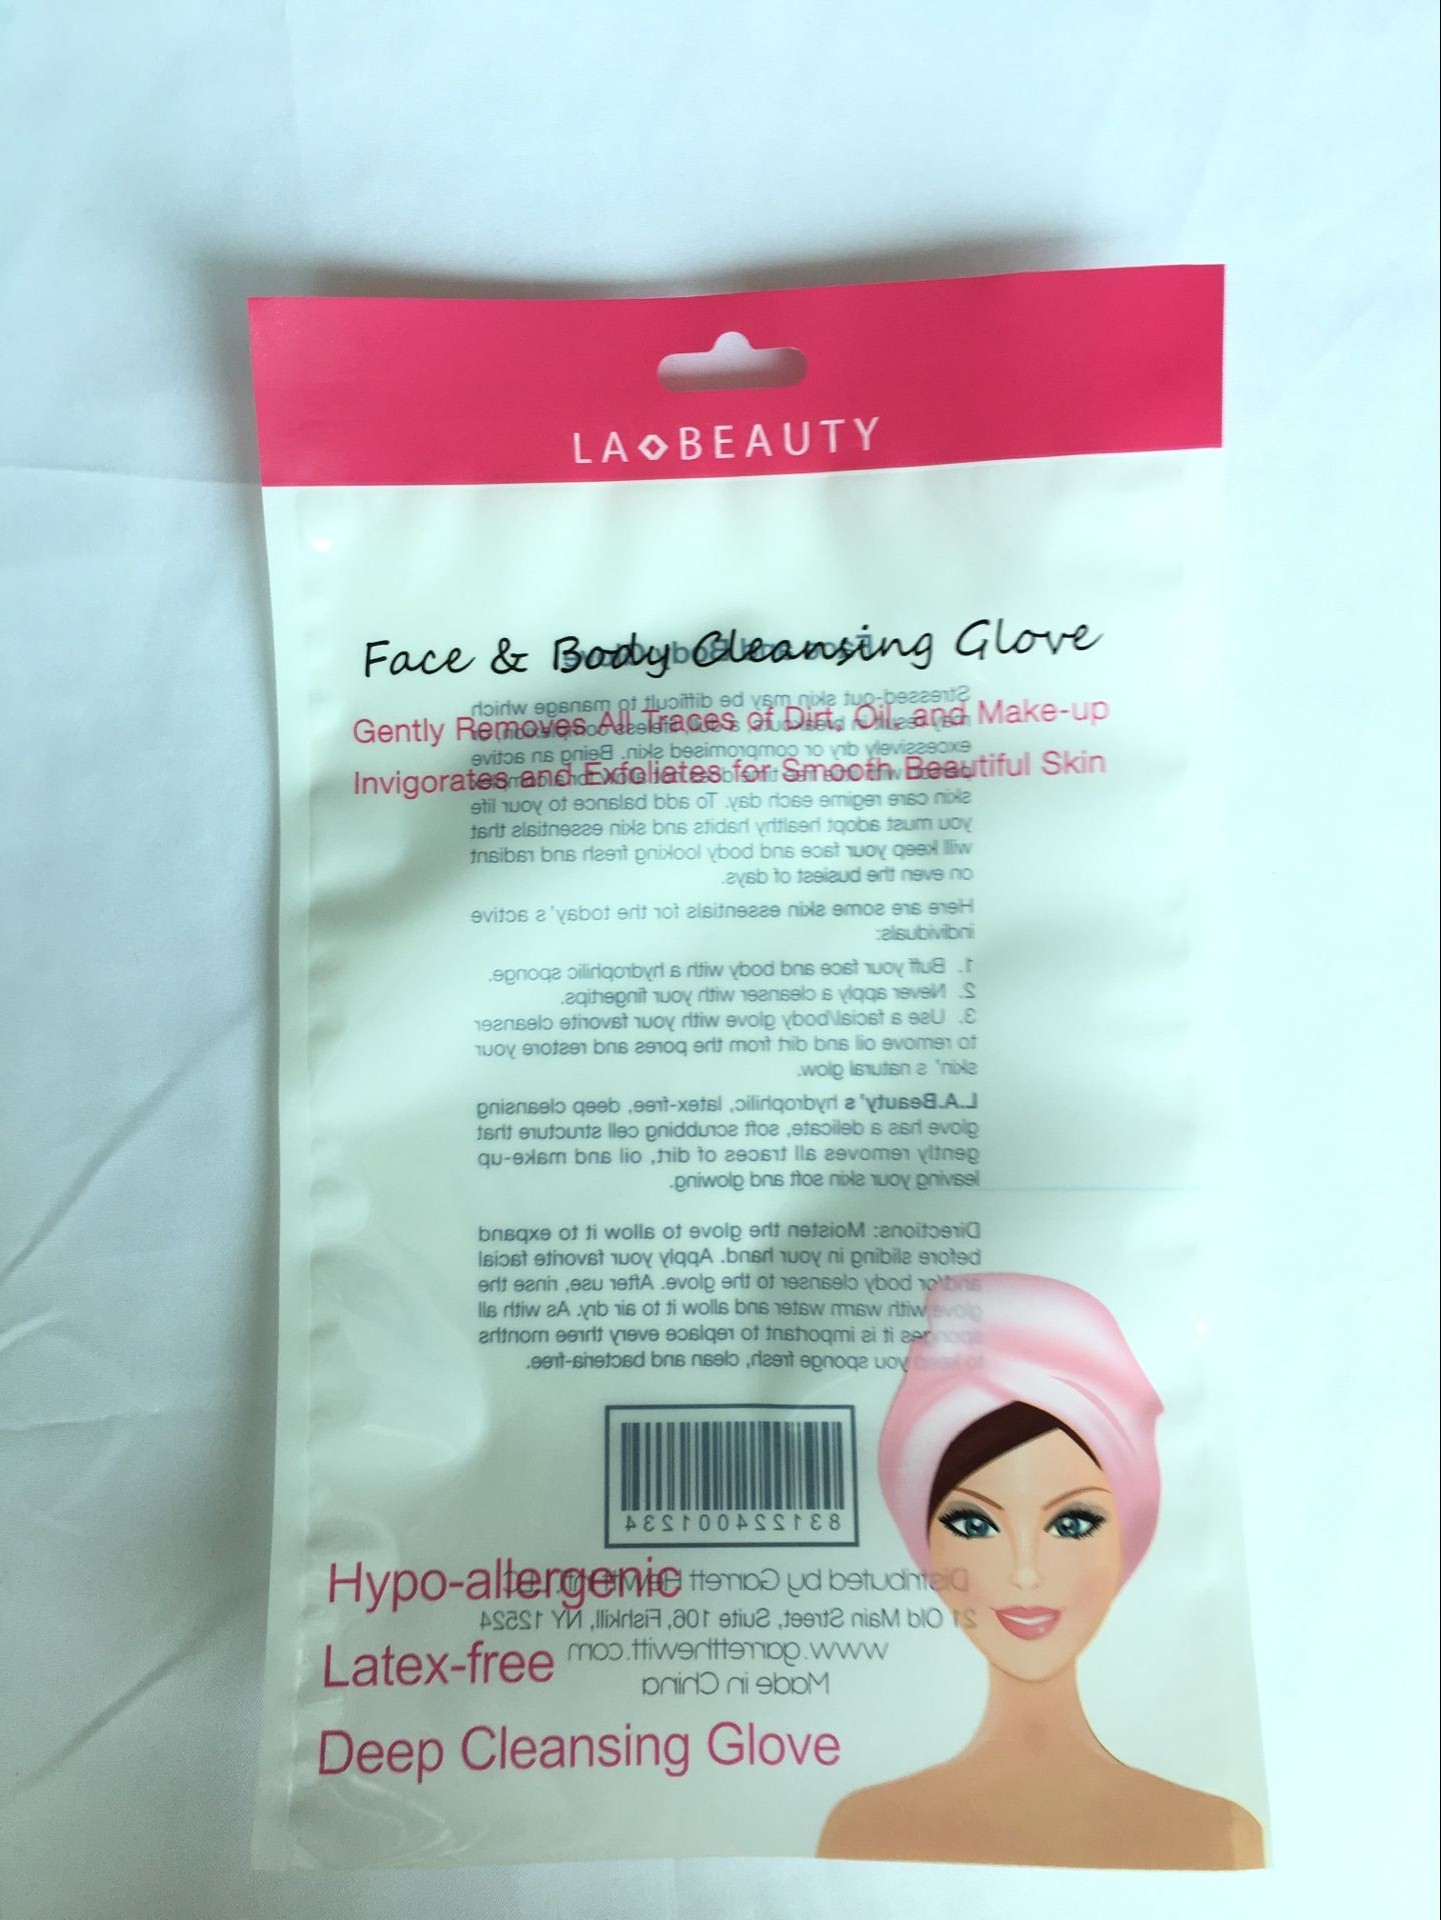 LA BEAUTY
Face & Body Cleansing Glove
Gently Removes All Traces of Dirt, Oil, and Make-up
Invigorates and Exfoliates for Smooth Beautiful Skin
Stressed-out skin may be difficult to manage which
excessively dry or compromised skin. Being an active
skin care regime each day. To add balance to your life
you must adopt healthy habits and skin essentials that
will keep your face and body looking fresh and radiant
on even the busiest of days.
Here are some skin essentials for the today's active
individuals:
1. Buff your face and body with a hydrophilic sponge.
2. Never apply a cleanser with your fingertips.
3. Use a facial/body glove with your favorite cleanser
to remove oil and dirt from the pores and restore your
skin's natural glow.
L.A.Beauty's hydrophilic, latex-free, deep cleansing
glove has a delicate, soft scrubbing cell structure that
gently removes all traces of dirt, oil and make-up
leaving your skin soft and glowing.
Directions: Moisten the glove to allow it to expand
before sliding in your hand. Apply your favorite facial
and/or body cleanser to the glove. After use, rinse the
glove with warm water and allow it to air dry. As with all
sponges it is important to replace every three months
to keep you sponge fresh, clean and bacteria-free.
831224001234
Hypo-allergenic
Distributed by Garrett Hewitt
21 Old Main Street, Suite 106, Fishkill, NY 12524
Latex-free
www.garretthewitt.com
Made in China
Deep Cleansing Glove